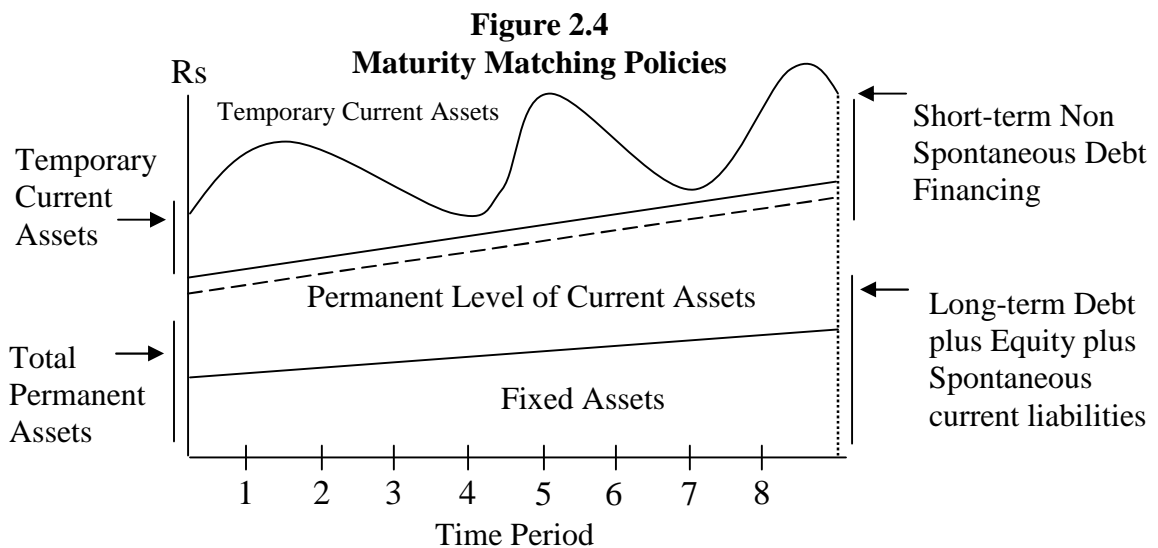 Figure 2.4
Maturity Matching Policies
Rs
Temporary Current Assets
Temporary
Current
Assets
Short-term Non
Spontaneous Debt
Financing
Permanent Level of Current Assets
Total
Permanent
Assets
Fixed Assets
Long-term Debt
plus Equity plus
Spontaneous
current liabilities
1 2 3 4 5 6 7 8
Time Period